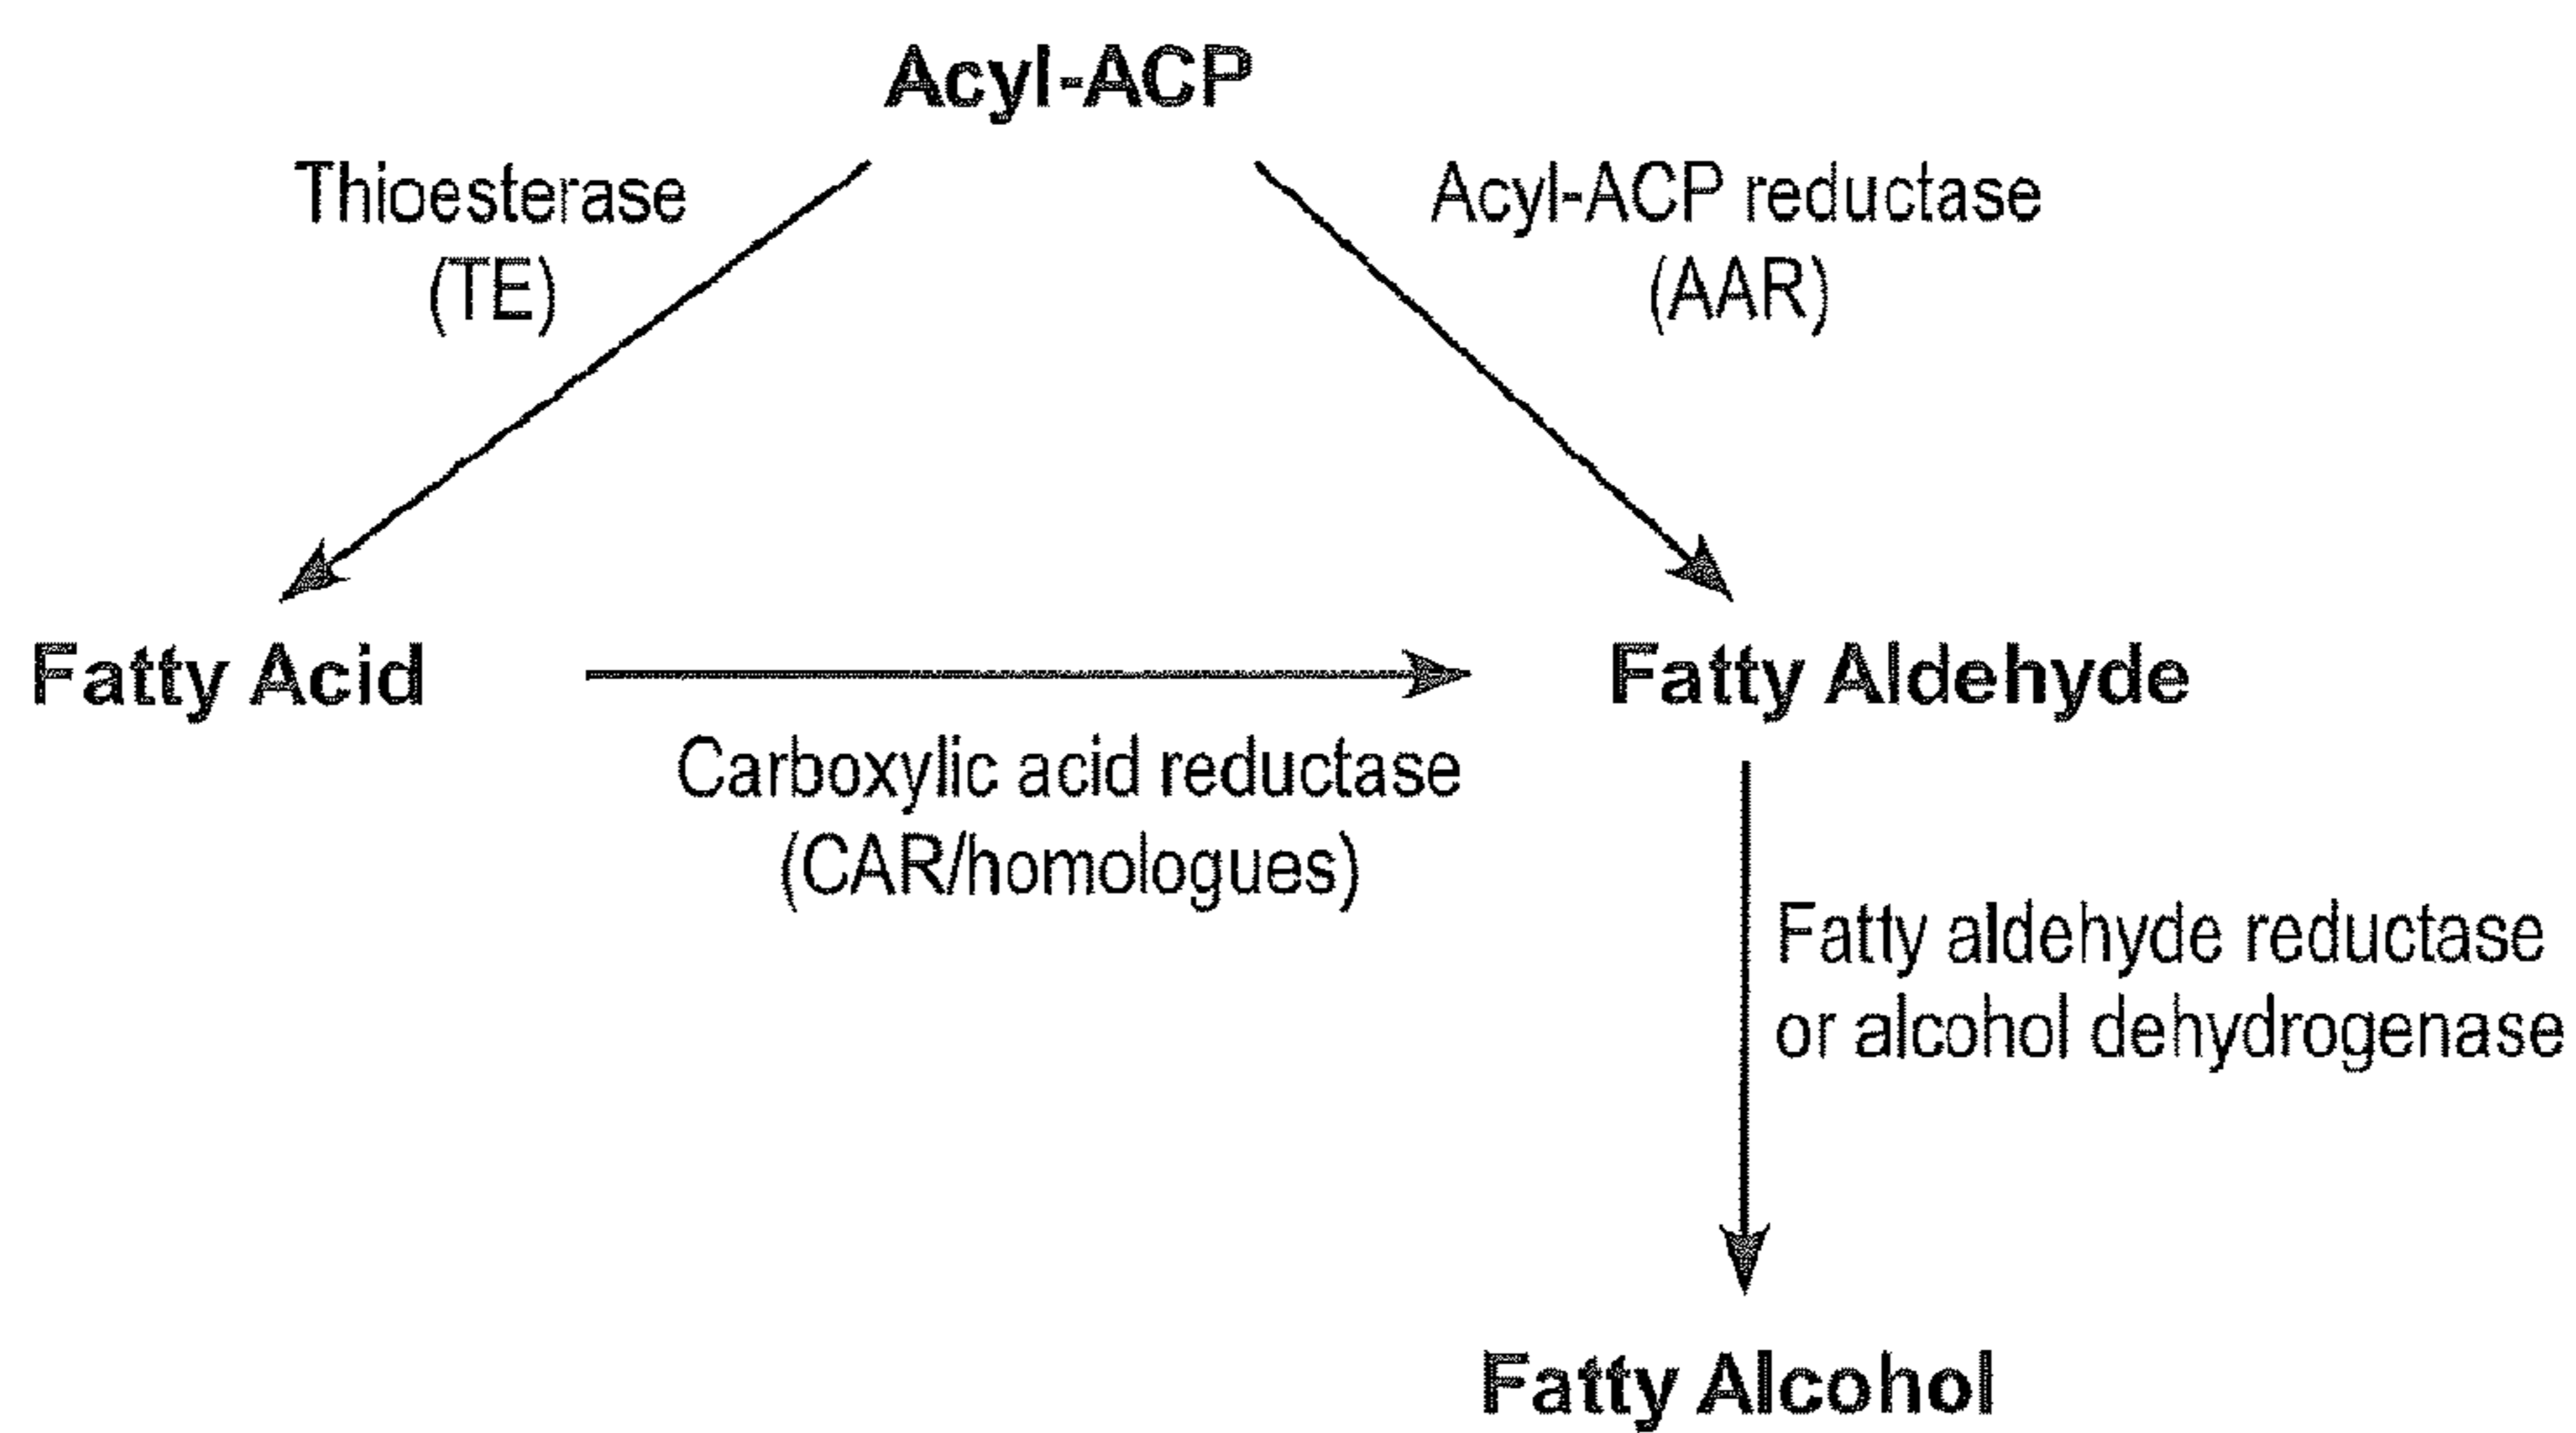 Acyl-ACP
Thioesterase
(TE)
Acyl-ACP reductase
(AAR)
Fatty Acid
Fatty Aldehyde
Carboxylic acid reductase
(CAR/homologues)
Fatty aldehyde reductase
or alcohol dehydrogenase
Fatty Alcohol